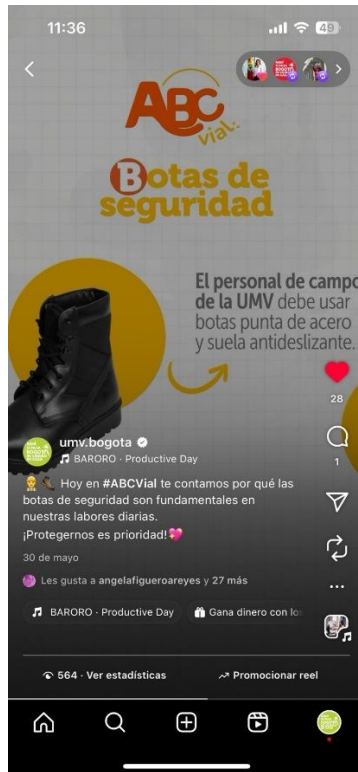 11:36
49
ABC
vial:
Botas de
seguridad
El personal de campo
de la UMV debe usar
botas punta de acero
y suela antideslizante.
28
umv.bogota
BARORO · Productive Day
1
Hoy en #ABCVial te contamos por qué las
botas de seguridad son fundamentales en
nuestras labores diarias.
¡Protegernos es prioridad!
30 de mayo
Les gusta a angelafigueroareyes y 27 más
BARORO · Productive Day
Gana dinero con los
564 · Ver estadísticas
Promocionar reel